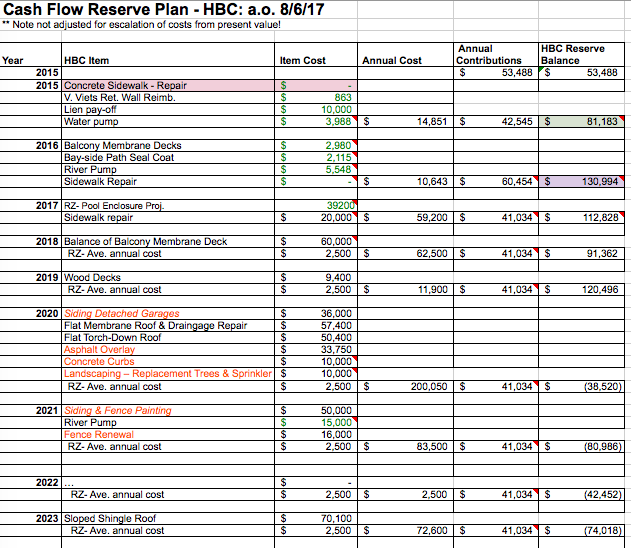 Cash Flow Reserve Plan - HBC: a.o. 8/6/17
** Note not adjusted for escalation of costs from present value!
Year HBC Item Item Cost Annual Cost Annual Contributions HBC Reserve Balance
2015 $ 53,488 $ 53,488
2015 Concrete Sidewalk - Repair $ -
V. Viets Ret. Wall Reimb. $ 863
Lien pay-off $ 10,000
Water pump $ 3,988 $ 14,851 $ 42,545 $ 81,183
2016 Balcony Membrane Decks $ 2,980
Bay-side Path Seal Coat $ 2,115
River Pump $ 5,548
Sidewalk Repair $ - $ 10,643 $ 60,454 $ 130,994
2017 RZ- Pool Enclosure Proj. 39200
Sidewalk repair $ 20,000 $ 59,200 $ 41,034 $ 112,828
2018 Balance of Balcony Membrane Deck $ 60,000
RZ- Ave. annual cost $ 2,500 $ 62,500 $ 41,034 $ 91,362
2019 Wood Decks $ 9,400
RZ- Ave. annual cost $ 2,500 $ 11,900 $ 41,034 $ 120,496
2020 Siding Detached Garages $ 36,000
Flat Membrane Roof & Draingage Repair $ 57,400
Flat Torch-Down Roof $ 50,400
Asphalt Overlay $ 33,750
Concrete Curbs $ 10,000
Landscaping – Replacement Trees & Sprinkler $ 10,000
RZ- Ave. annual cost $ 2,500 $ 200,050 $ 41,034 $ (38,520)
2021 Siding & Fence Painting $ 50,000
River Pump $ 15,000
Fence Renewal $ 16,000
RZ- Ave. annual cost $ 2,500 $ 83,500 $ 41,034 $ (80,986)
2022 ... $ -
RZ- Ave. annual cost $ 2,500 $ 2,500 $ 41,034 $ (42,452)
2023 Sloped Shingle Roof $ 70,100
RZ- Ave. annual cost $ 2,500 $ 72,600 $ 41,034 $ (74,018)